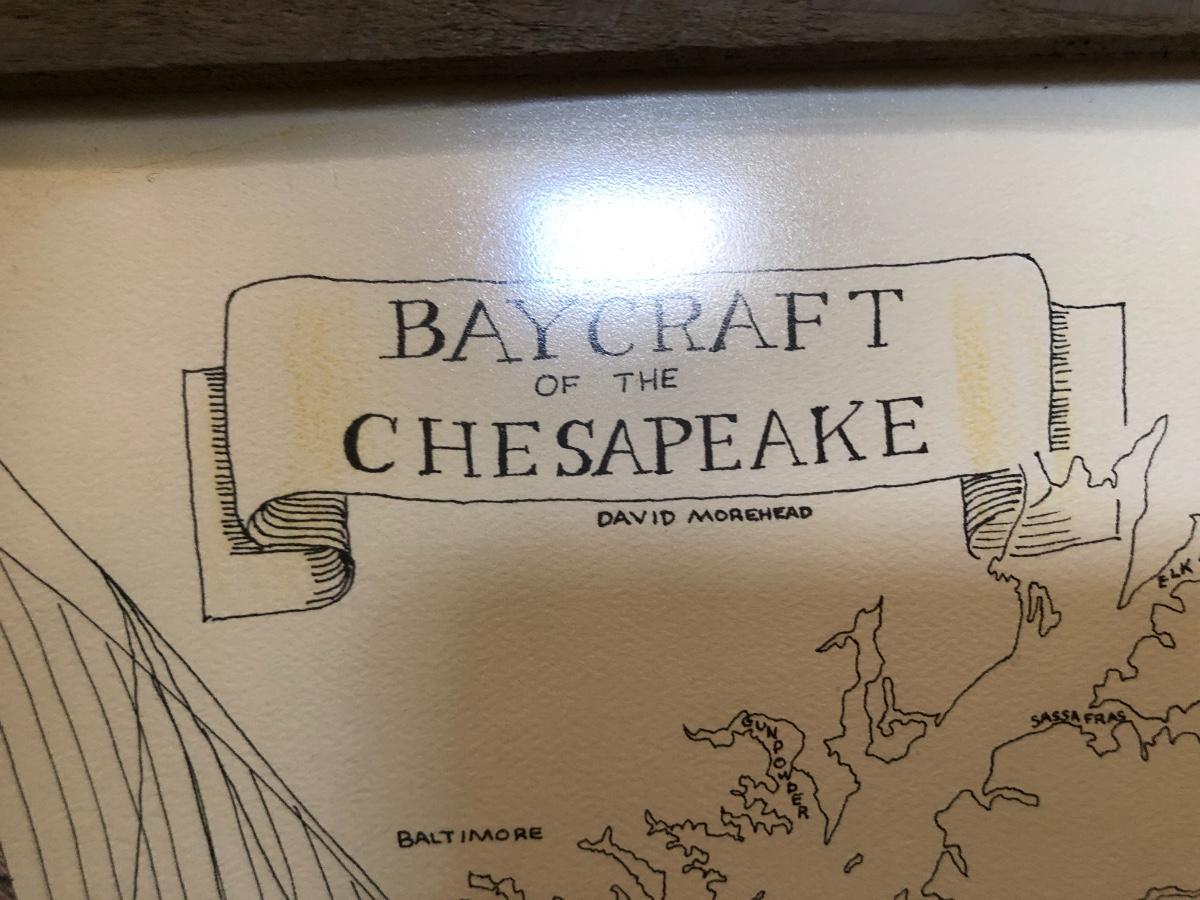 BAYCRAFT
OF THE
CHESAPEAKE
DAVID MOREHEAD
ELK
SASSAFRAS
GUNPOWDER
BALTIMORE